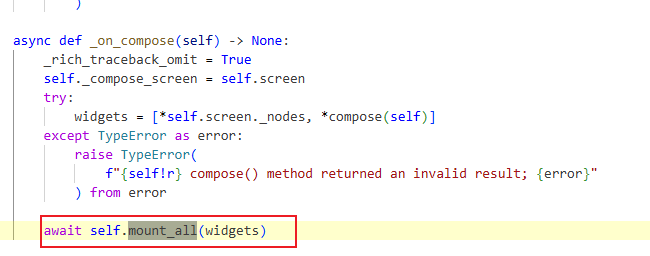 )
async def _on_compose(self) -> None:
_rich_traceback_omit = True
self._compose_screen = self.screen
try:
widgets = [*self.screen._nodes, *compose(self)]
except TypeError as error:
raise TypeError(
f"{self!r} compose() method returned an invalid result; {error}"
) from error
await self.mount_all(widgets)